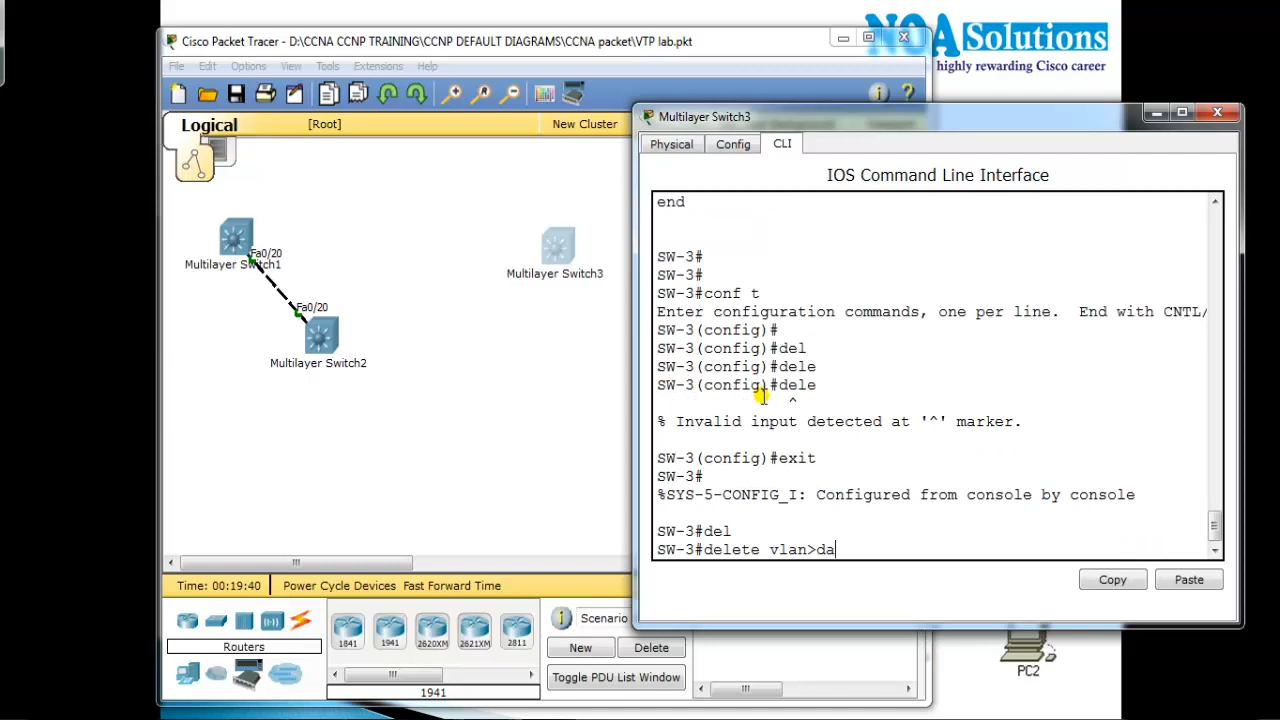 NOA Solutions
highly rewarding Cisco career
Cisco Packet Tracer - D:\CCNA CCNP TRAINING\CCNP DEFAULT DIAGRAMS\CCNA packet\VTP lab.pkt
File Edit Options View Tools Extensions Help
Logical [Root] New Cluster
Fa0/20
Multilayer Switch1
Fa0/20
Multilayer Switch2
Multilayer Switch3
Multilayer Switch3
Physical Config CLI
IOS Command Line Interface
end
SW-3#
SW-3#
SW-3#conf t
Enter configuration commands, one per line. End with CNTL/
SW-3(config)#
SW-3(config)#del
SW-3(config)#dele
SW-3(config)#dele
^
% Invalid input detected at '^' marker.
SW-3(config)#exit
SW-3#
%SYS-5-CONFIG_I: Configured from console by console
SW-3#del
SW-3#delete vlan>da
Copy Paste
Time: 00:19:40 Power Cycle Devices Fast Forward Time
Routers
1841 1941 2620XM 2621XM 2811
1941
Scenario
New Delete
Toggle PDU List Window
PC2